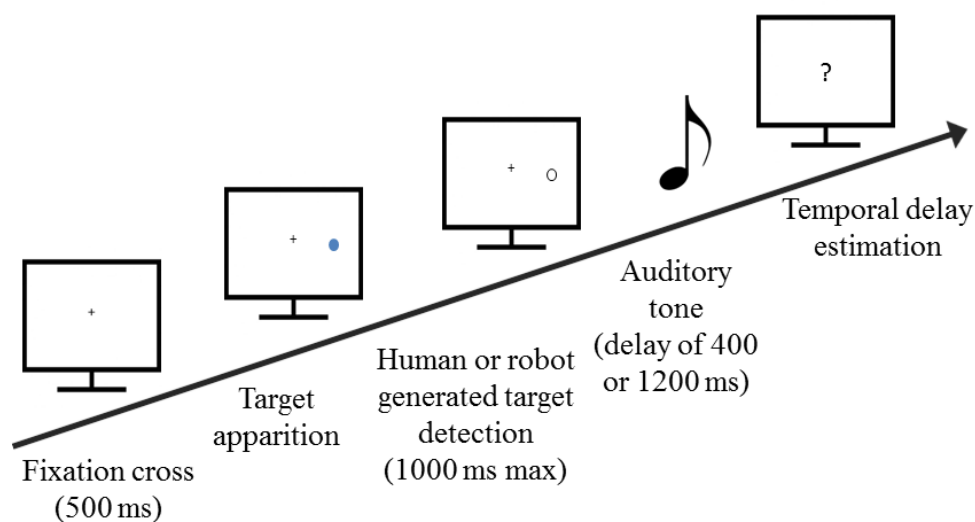 Fixation cross
(500 ms)
Target
apparition
Human or robot
generated target
detection
(1000 ms max)
Auditory
tone
(delay of 400
or 1200 ms)
?
Temporal delay
estimation